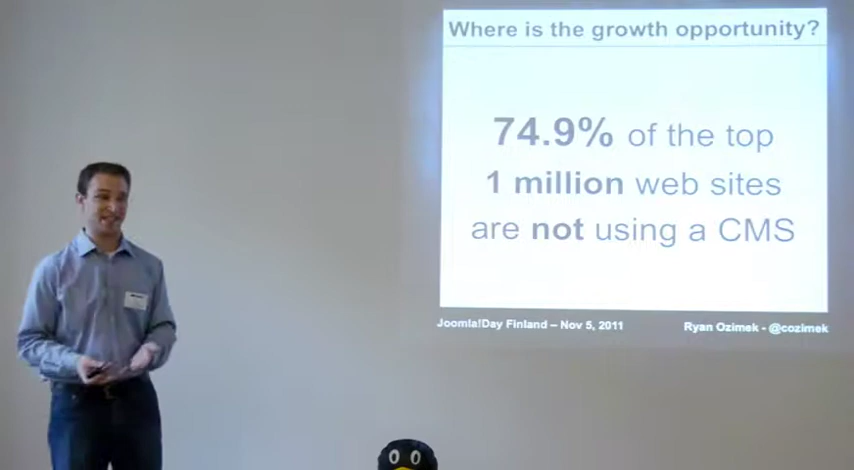 Where is the growth opportunity?
74.9% of the top
1 million web sites
are not using a CMS
Joomla!Day Finland – Nov 5, 2011
Ryan Ozimek - @cozimek